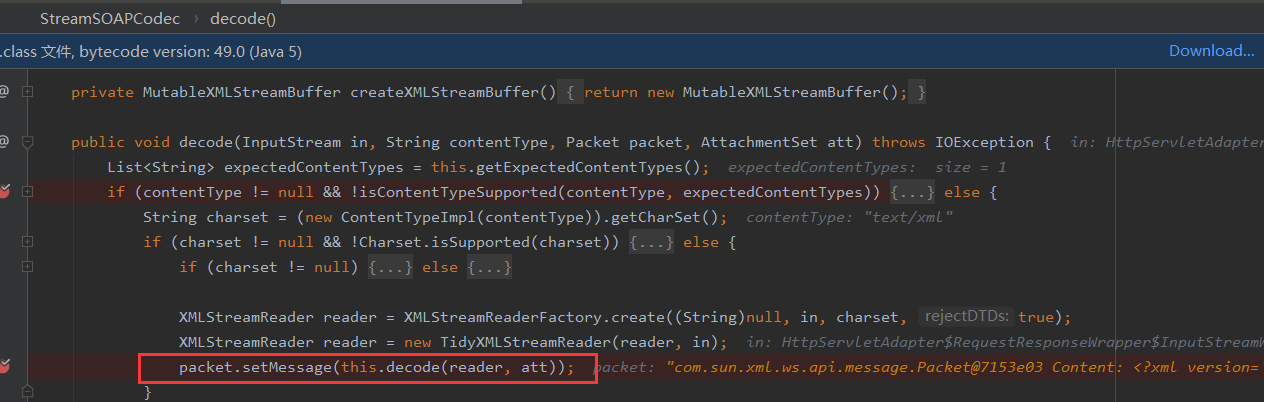 StreamSOAPCodec › decode()
.class 文件, bytecode version: 49.0 (Java 5) Download...
private MutableXMLStreamBuffer createXMLStreamBuffer() { return new MutableXMLStreamBuffer(); }
public void decode(InputStream in, String contentType, Packet packet, AttachmentSet att) throws IOException { in: HttpServletAdapter
List<String> expectedContentTypes = this.getExpectedContentTypes(); expectedContentTypes: size = 1
if (contentType != null && !isContentTypeSupported(contentType, expectedContentTypes)) {...} else {
String charset = (new ContentTypeImpl(contentType)).getCharSet(); contentType: "text/xml"
if (charset != null && !Charset.isSupported(charset)) {...} else {
if (charset != null) {...} else {...}
XMLStreamReader reader = XMLStreamReaderFactory.create((String)null, in, charset, rejectDTDs: true);
XMLStreamReader reader = new TidyXMLStreamReader(reader, in); in: HttpServletAdapter$RequestResponseWrapper$InputStreamW
packet.setMessage(this.decode(reader, att)); packet: "com.sun.xml.ws.api.message.Packet@7153e03 Content: <?xml version=
}